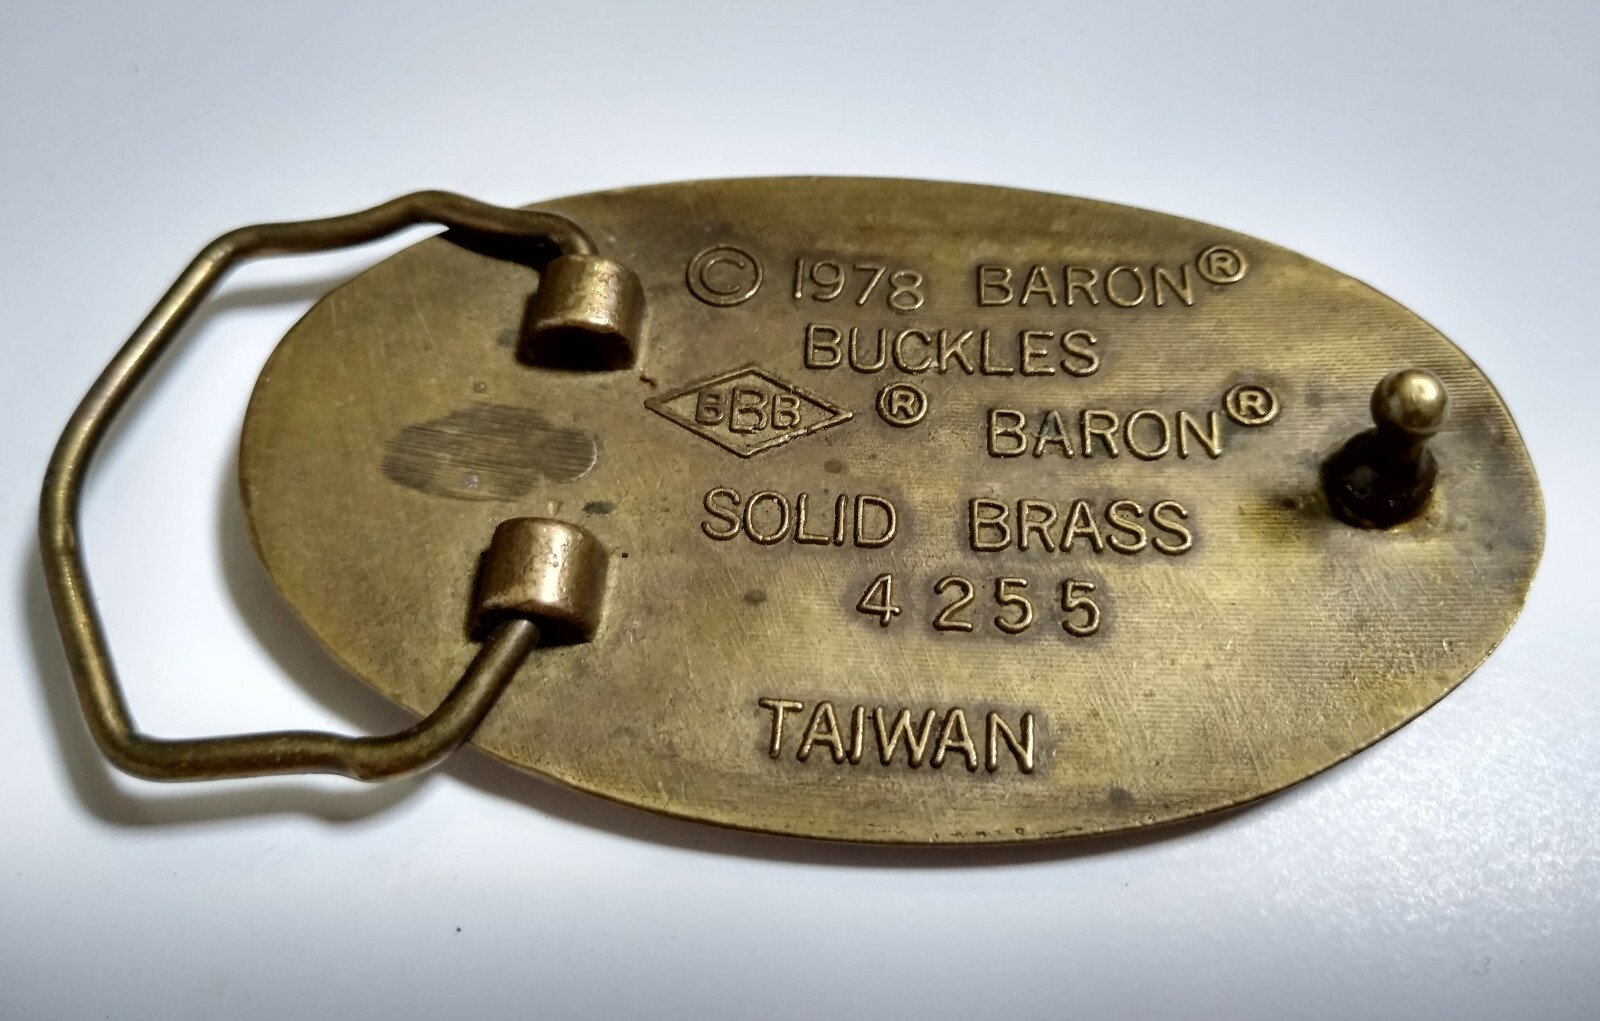 © 1978 BARON®
BUCKLES
BBB ® BARON®
SOLID BRASS
4255
TAIWAN